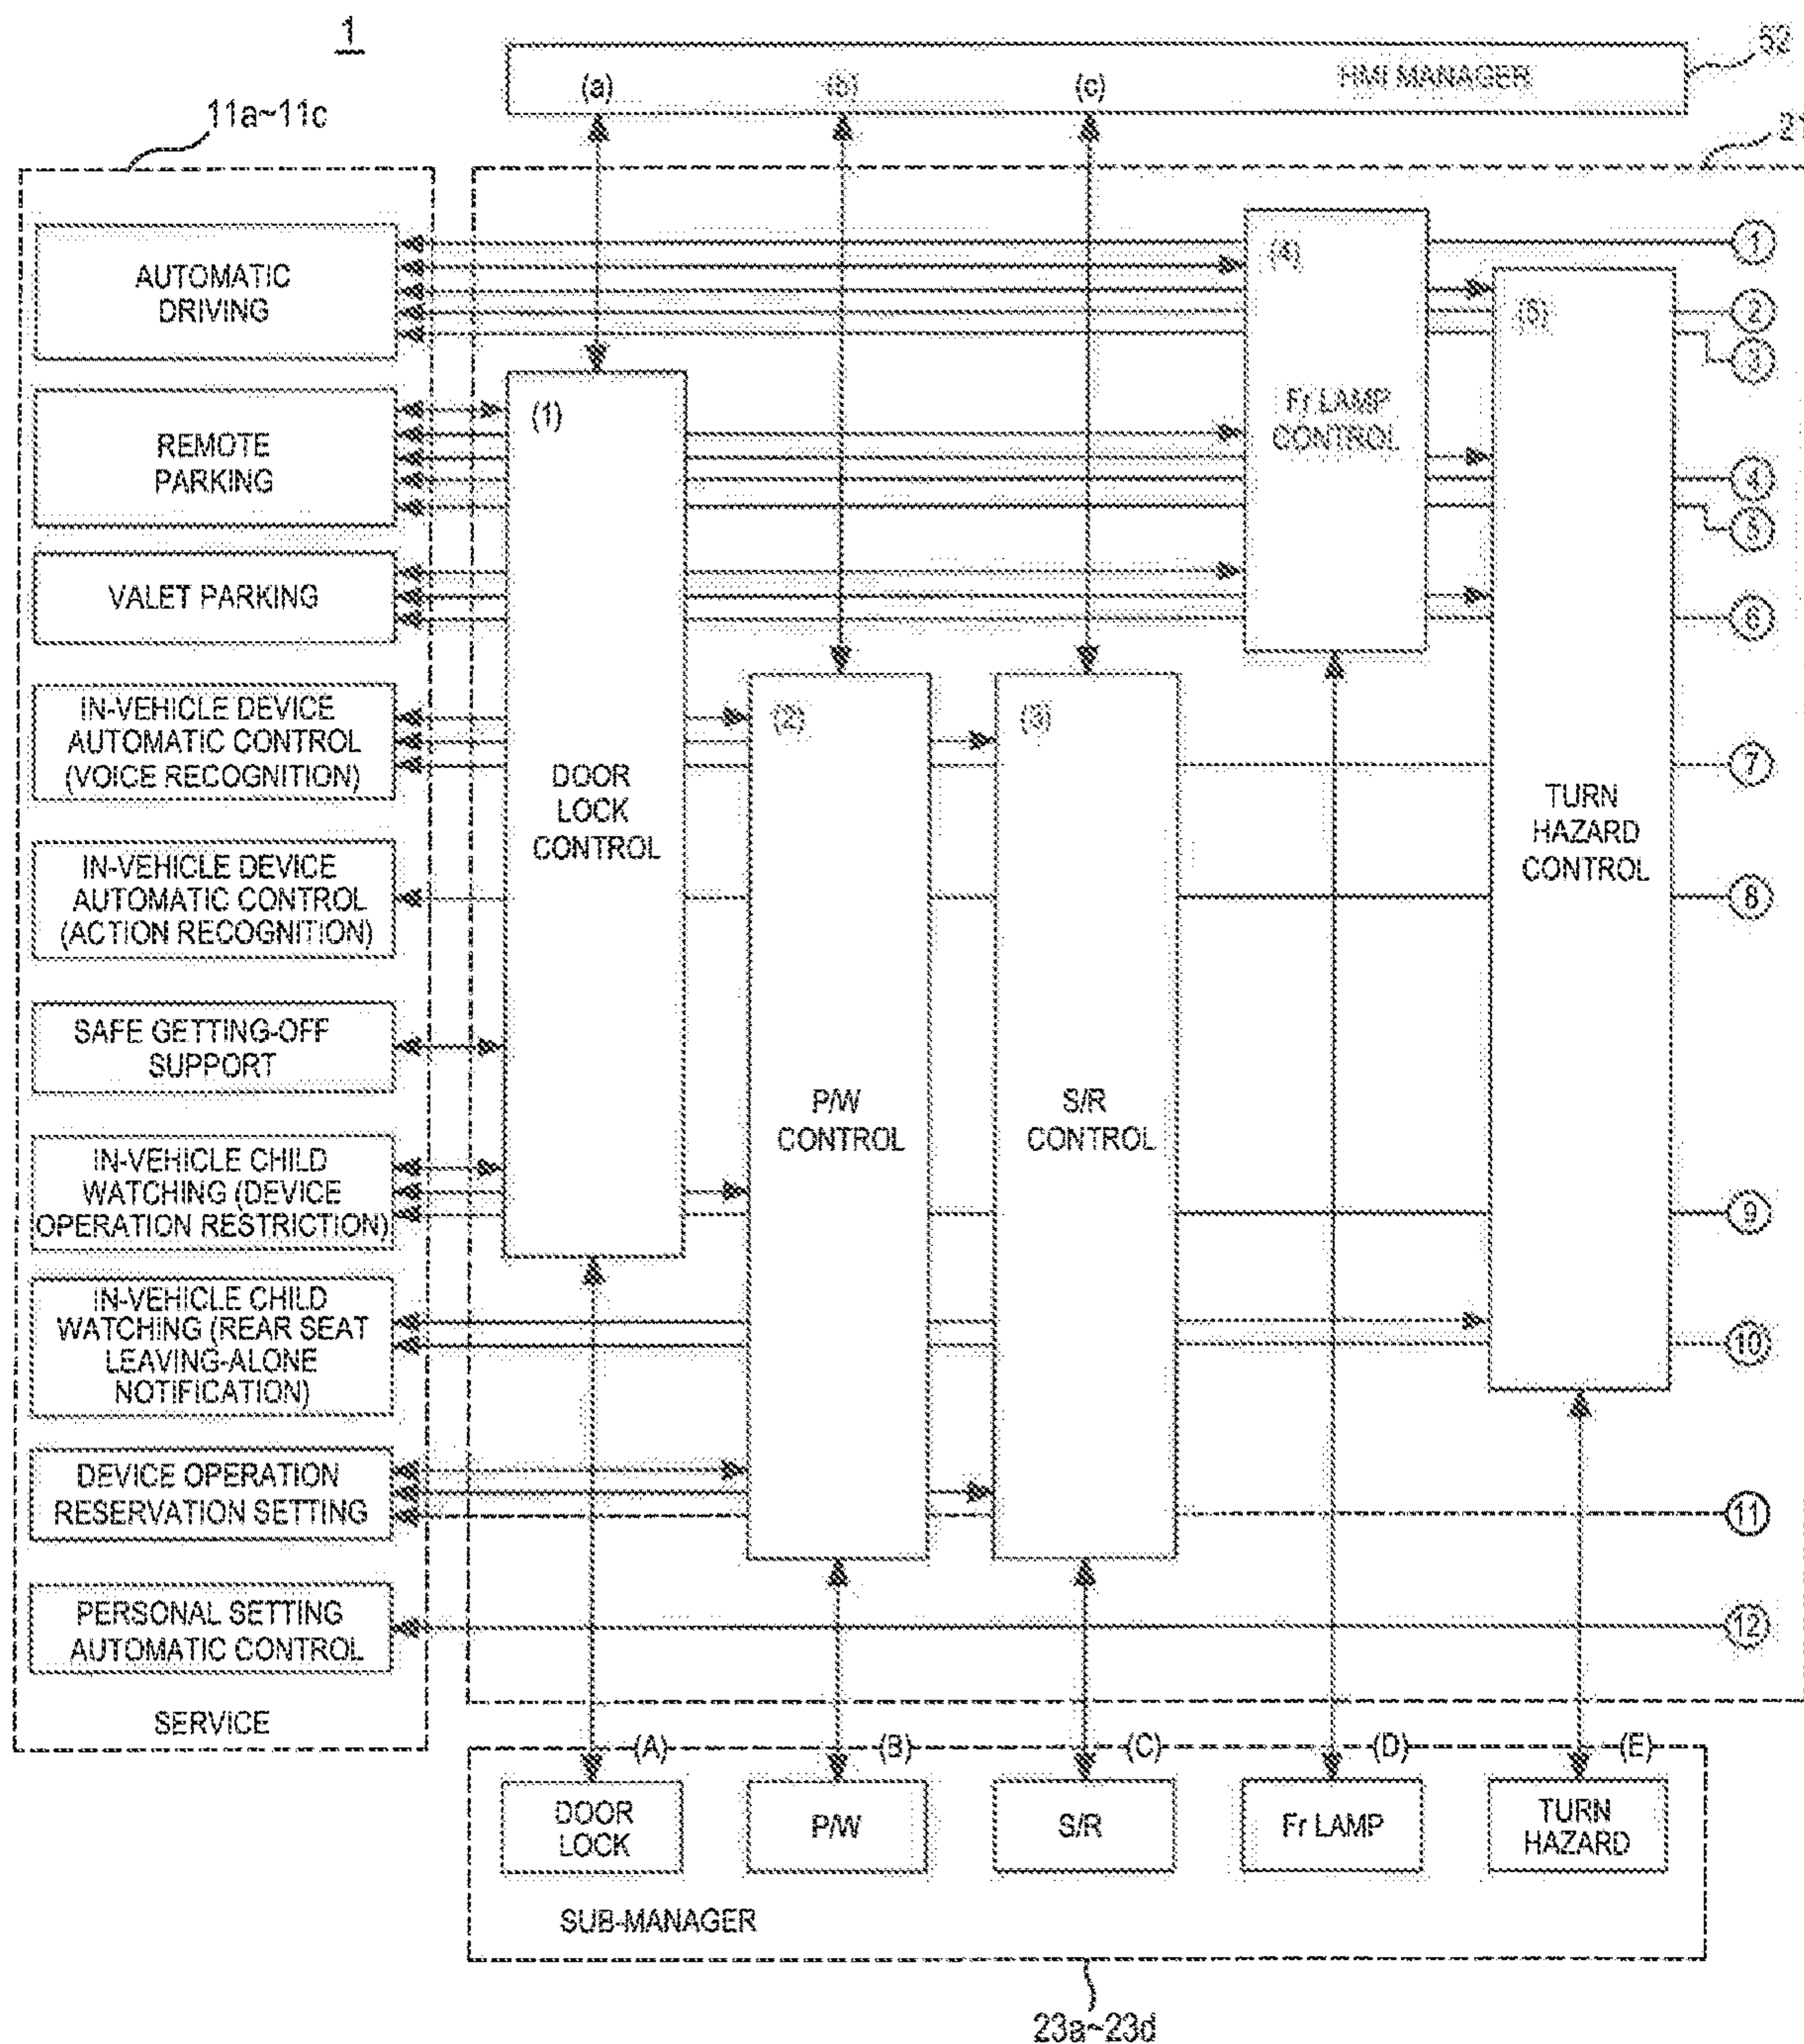 1
52
(a)
(b)
(c)
HMI MANAGER
11a~11c
21
AUTOMATIC
DRIVING
(4)
1
(5)
2
3
REMOTE
PARKING
(1)
Fr LAMP
CONTROL
4
5
VALET PARKING
6
IN-VEHICLE DEVICE
AUTOMATIC CONTROL
(VOICE RECOGNITION)
(2)
(3)
7
DOOR
LOCK
CONTROL
TURN
HAZARD
CONTROL
IN-VEHICLE DEVICE
AUTOMATIC CONTROL
(ACTION RECOGNITION)
8
SAFE GETTING-OFF
SUPPORT
P/W
CONTROL
S/R
CONTROL
IN-VEHICLE CHILD
WATCHING (DEVICE
OPERATION RESTRICTION)
9
IN-VEHICLE CHILD
WATCHING (REAR SEAT
LEAVING-ALONE
NOTIFICATION)
10
DEVICE OPERATION
RESERVATION SETTING
11
PERSONAL SETTING
AUTOMATIC CONTROL
12
SERVICE
(A)
(B)
(C)
(D)
(E)
DOOR
LOCK
P/W
S/R
Fr LAMP
TURN
HAZARD
SUB-MANAGER
23a~23d